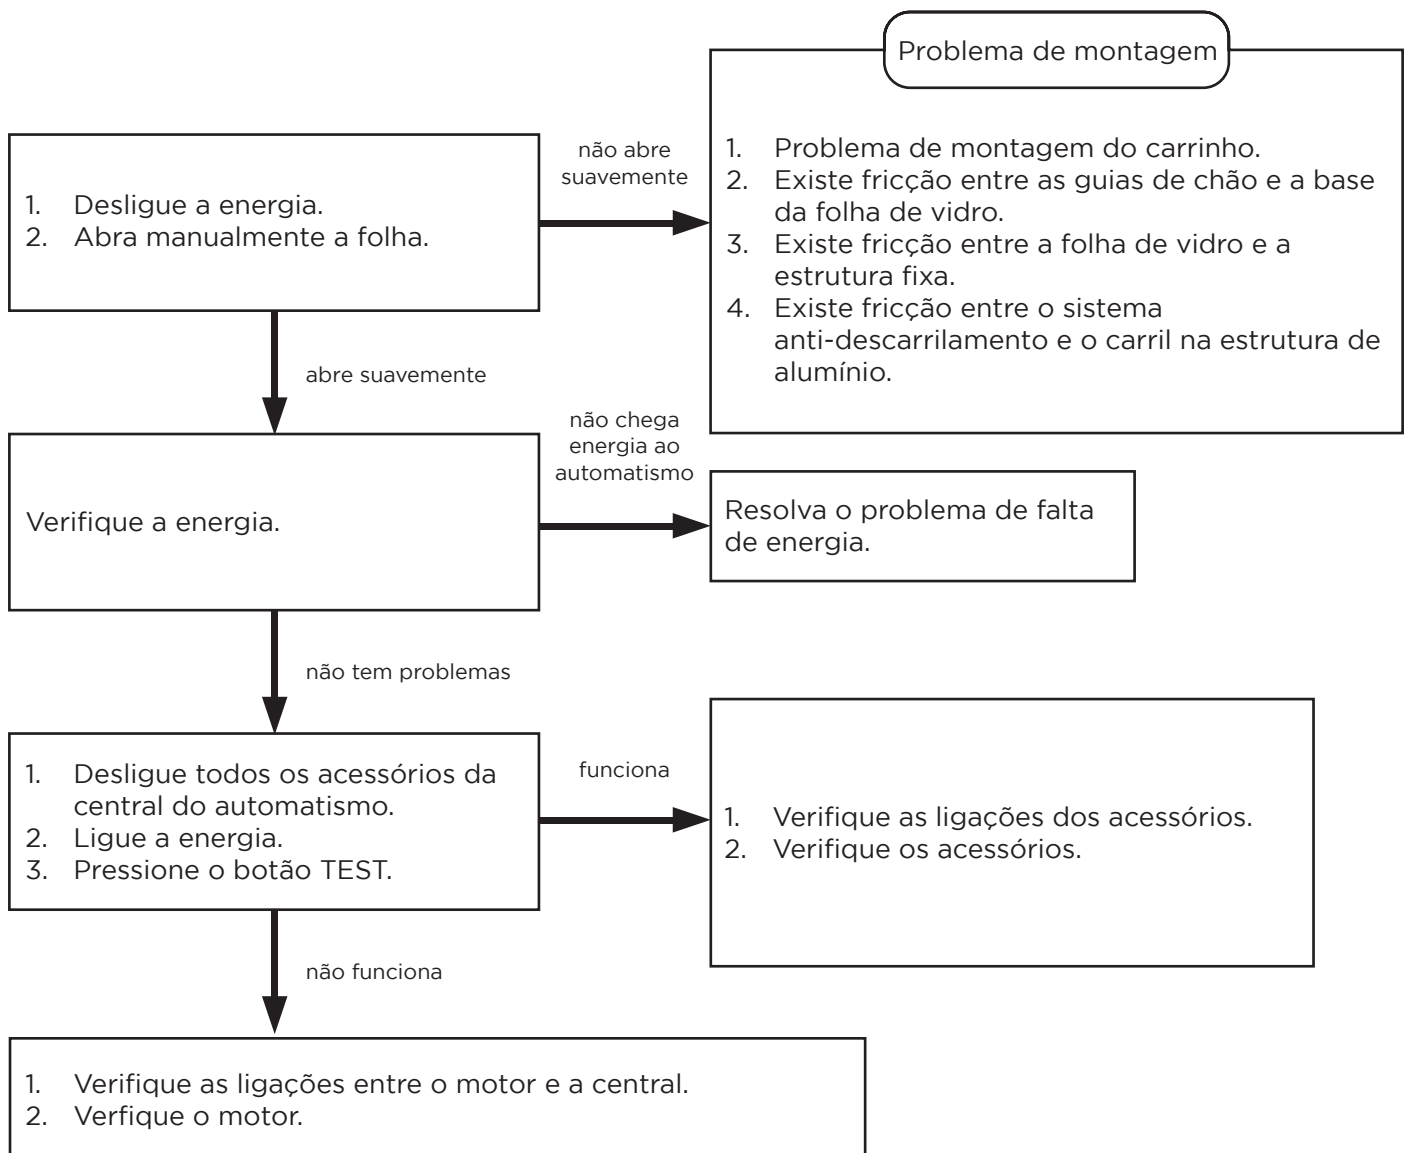 Problema de montagem
1. Desligue a energia.
2. Abra manualmente a folha.
não abre
suavemente
1. Problema de montagem do carrinho.
2. Existe fricção entre as guias de chão e a base
da folha de vidro.
3. Existe fricção entre a folha de vidro e a
estrutura fixa.
4. Existe fricção entre o sistema
anti-descarrilamento e o carril na estrutura de
alumínio.
abre suavemente
Verifique a energia.
não chega
energia ao
automatismo
Resolva o problema de falta
de energia.
não tem problemas
1. Desligue todos os acessórios da
central do automatismo.
2. Ligue a energia.
3. Pressione o botão TEST.
funciona
1. Verifique as ligações dos acessórios.
2. Verifique os acessórios.
não funciona
1. Verifique as ligações entre o motor e a central.
2. Verfique o motor.